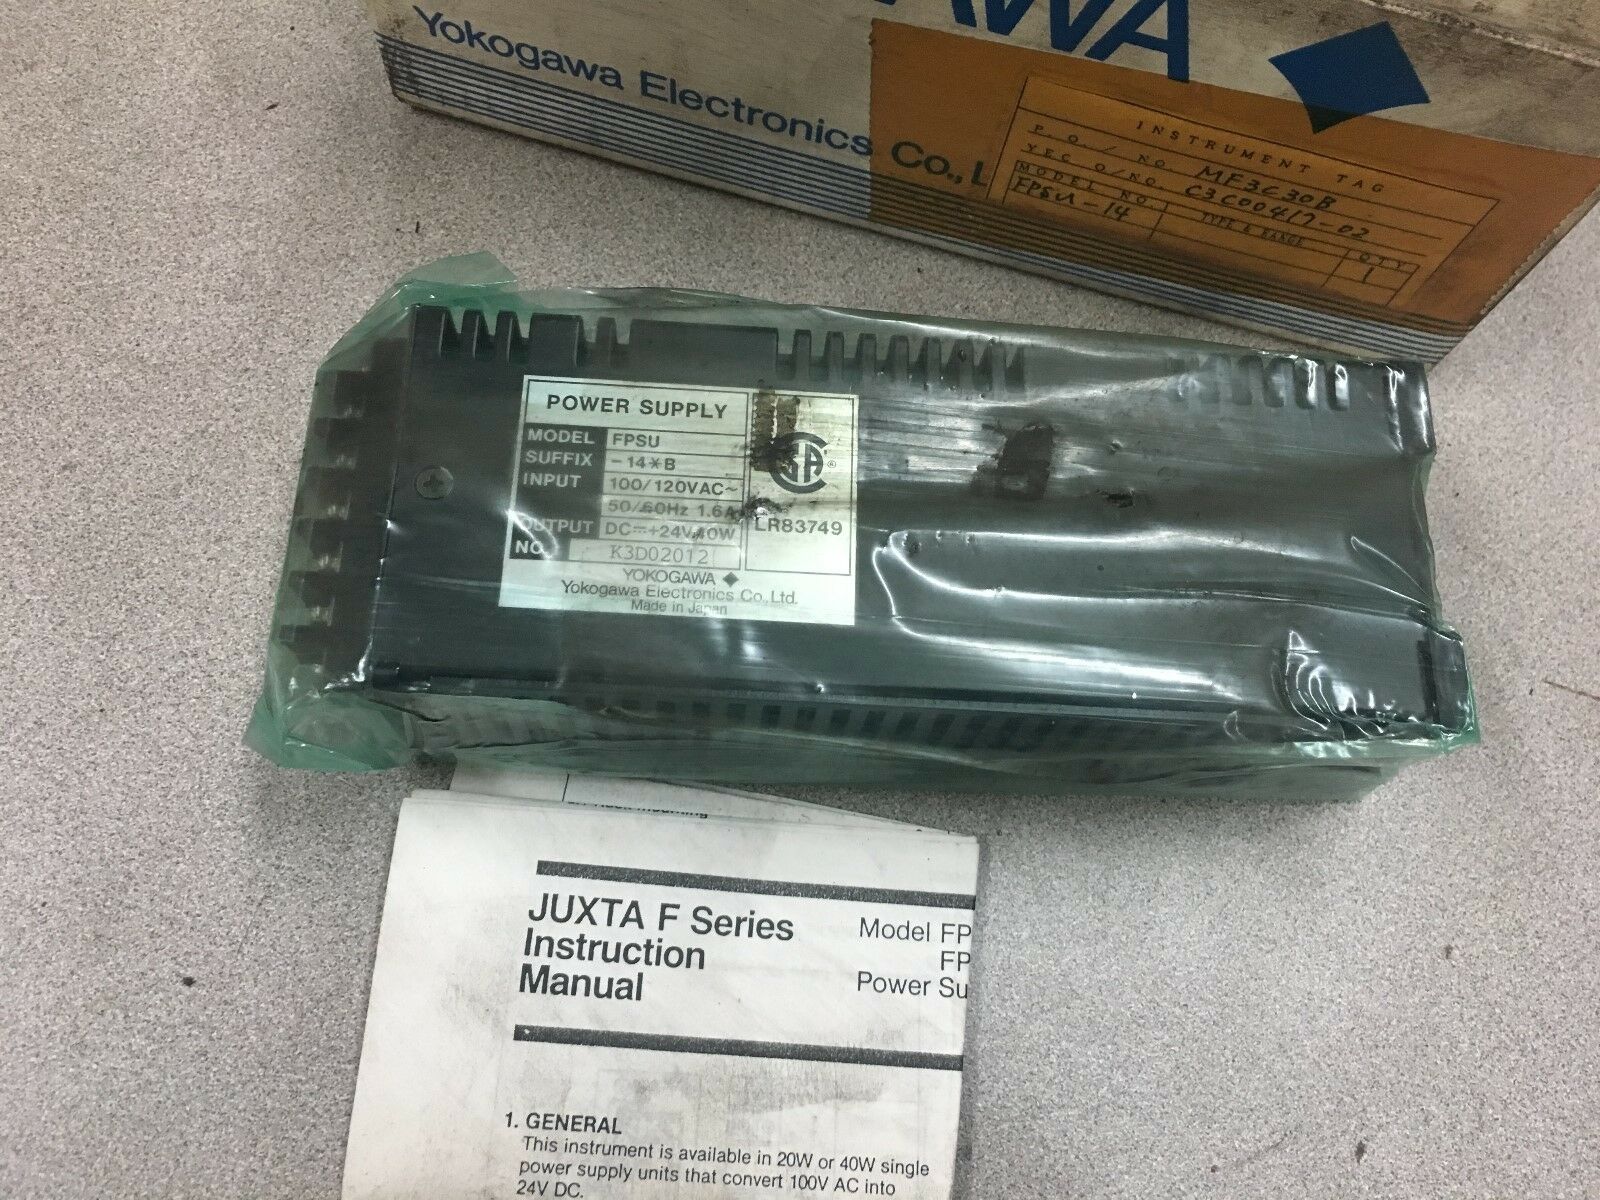 AWA
Yokogawa Electronics Co., L
INSTRUMENT TAG
P.O. / NO. MF3C30B
YEC O/NO. C3C00417-02
MODEL NO. TYPE & RANGE QTY
FPSU-14 1
POWER SUPPLY
MODEL FPSU
SUFFIX -14*B
INPUT 100/120VAC~
50/60Hz 1.6A
OUTPUT DC⎓+24V 40W
NO. K3D02012
SA ®
LR83749
YOKOGAWA
Yokogawa Electronics Co., Ltd.
Made in Japan
JUXTA F Series
Instruction
Manual
Model FP
FP
Power Su
1. GENERAL
This instrument is available in 20W or 40W single
power supply units that convert 100V AC into
24V DC.